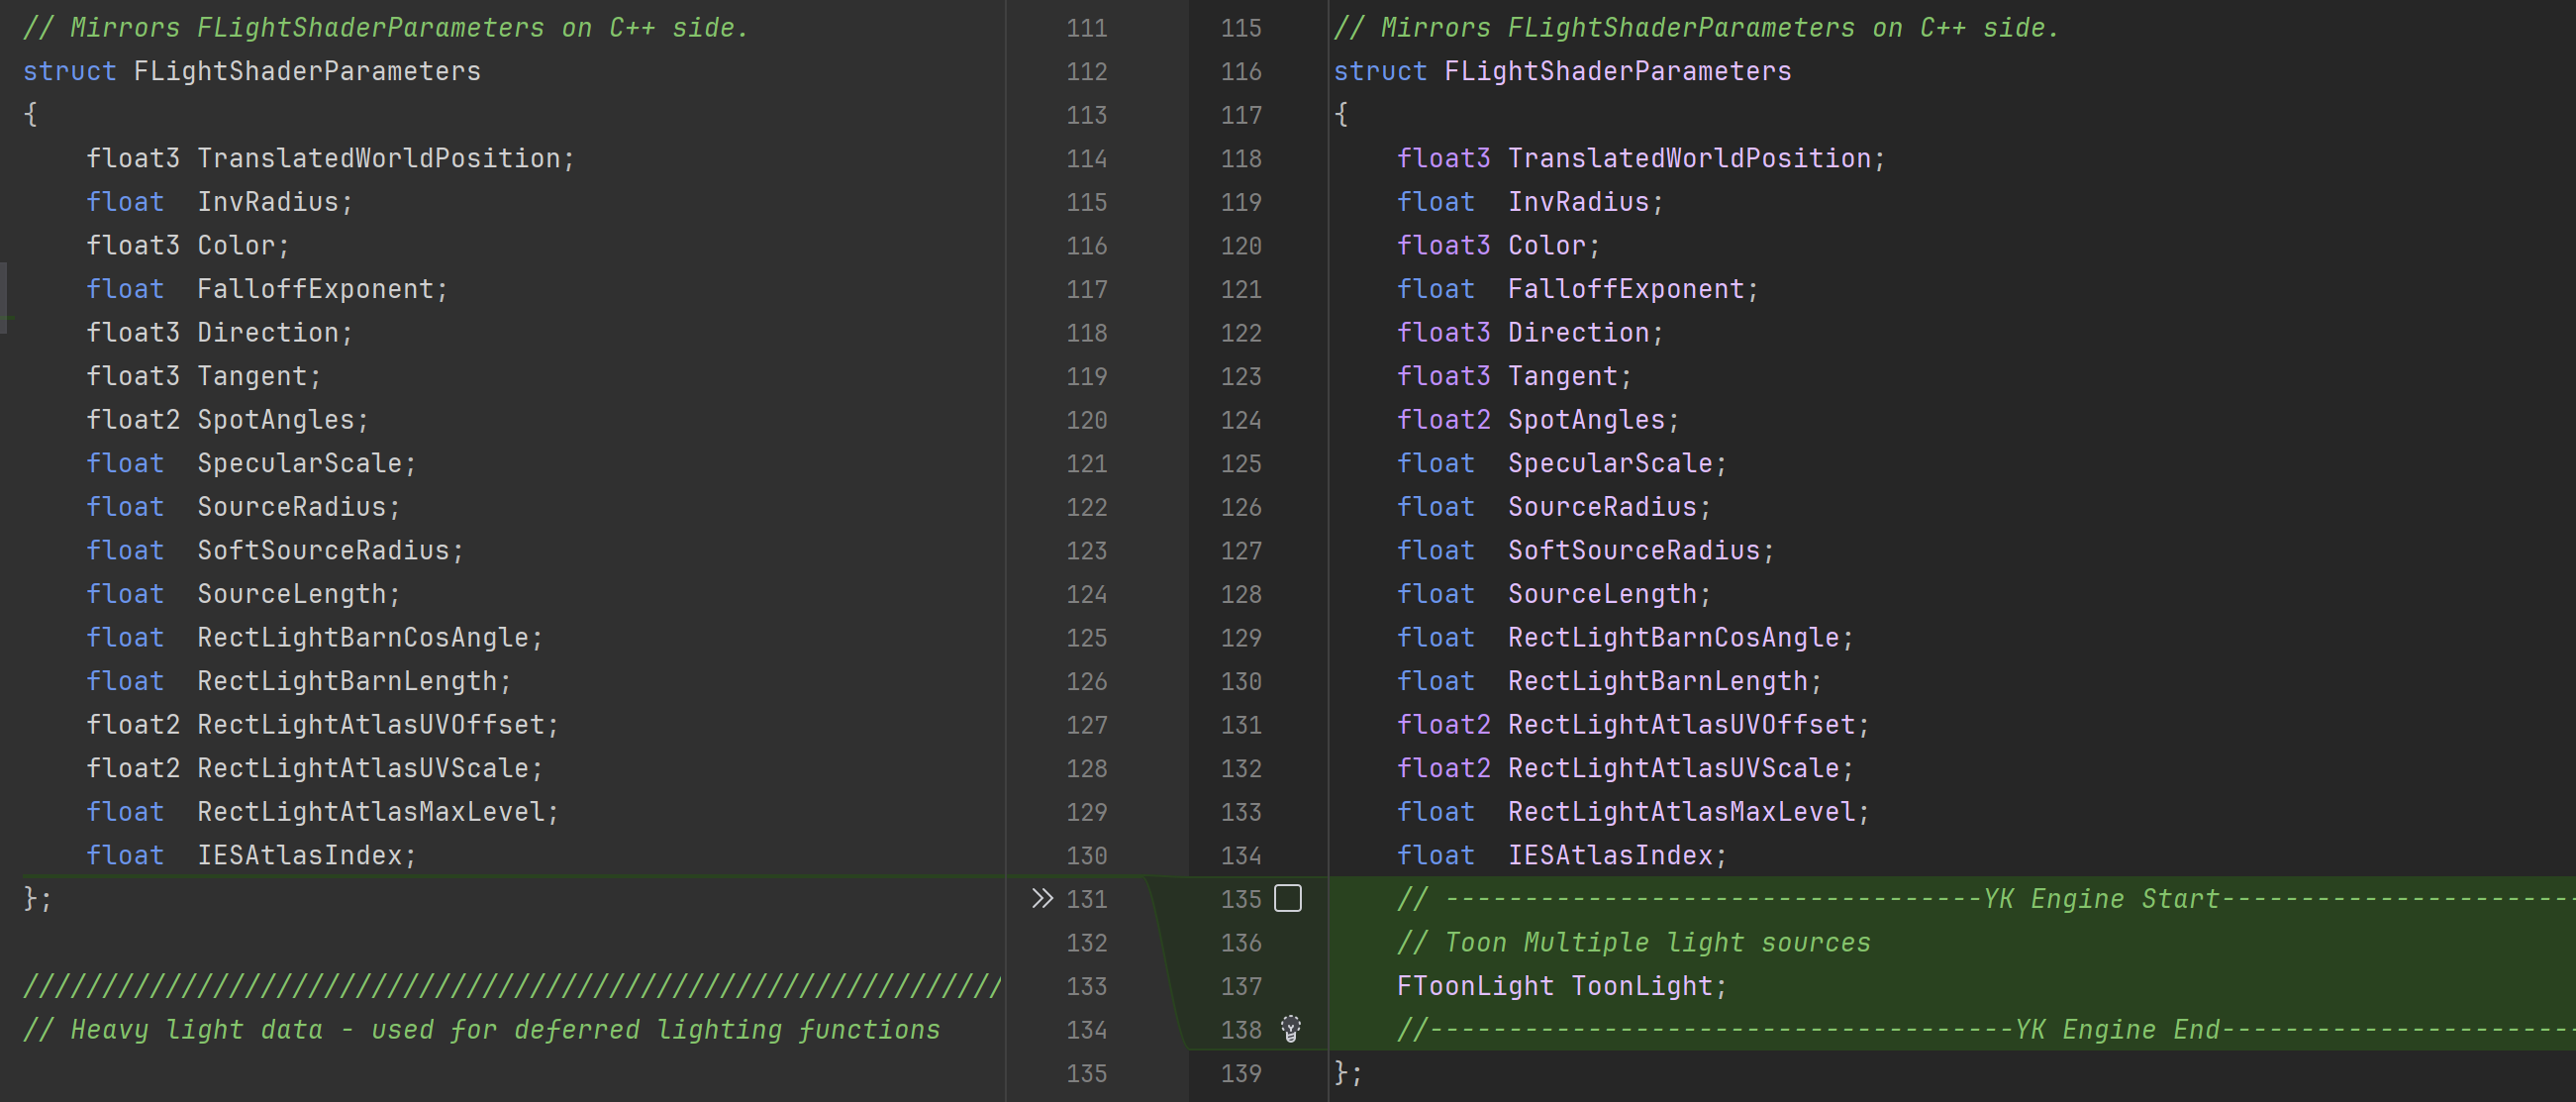 // Mirrors FLightShaderParameters on C++ side.
struct FLightShaderParameters
{
    float3 TranslatedWorldPosition;
    float  InvRadius;
    float3 Color;
    float  FalloffExponent;
    float3 Direction;
    float3 Tangent;
    float2 SpotAngles;
    float  SpecularScale;
    float  SourceRadius;
    float  SoftSourceRadius;
    float  SourceLength;
    float  RectLightBarnCosAngle;
    float  RectLightBarnLength;
    float2 RectLightAtlasUVOffset;
    float2 RectLightAtlasUVScale;
    float  RectLightAtlasMaxLevel;
    float  IESAtlasIndex;
};
//////////////////////////////////////////////////////////////
// Heavy light data - used for deferred lighting functions
111
112
113
114
115
116
117
118
119
120
121
122
123
124
125
126
127
128
129
130
131
132
133
134
135
115
116
117
118
119
120
121
122
123
124
125
126
127
128
129
130
131
132
133
134
135
136
137
138
139
// Mirrors FLightShaderParameters on C++ side.
struct FLightShaderParameters
{
    float3 TranslatedWorldPosition;
    float  InvRadius;
    float3 Color;
    float  FalloffExponent;
    float3 Direction;
    float3 Tangent;
    float2 SpotAngles;
    float  SpecularScale;
    float  SourceRadius;
    float  SoftSourceRadius;
    float  SourceLength;
    float  RectLightBarnCosAngle;
    float  RectLightBarnLength;
    float2 RectLightAtlasUVOffset;
    float2 RectLightAtlasUVScale;
    float  RectLightAtlasMaxLevel;
    float  IESAtlasIndex;
    // ----------------------------------YK Engine Start-----------------------
    // Toon Multiple light sources
    FToonLight ToonLight;
    //-------------------------------------YK Engine End-----------------------
};